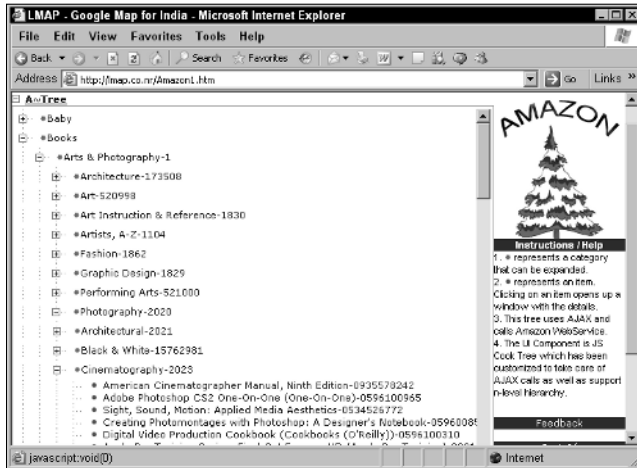 LMAP - Google Map for India - Microsoft Internet Explorer
File Edit View Favorites Tools Help
Back Search Favorites
Address http://lmap.co.nr/Amazon1.htm Go Links »
A∾Tree
Baby
Books
Arts & Photography-1
Architecture-173508
Art-520998
Art Instruction & Reference-1830
Artists, A-Z-1104
Fashion-1862
Graphic Design-1829
Performing Arts-521000
Photography-2020
Architectural-2021
Black & White-15762981
Cinematography-2023
American Cinematographer Manual, Ninth Edition-0935578242
Adobe Photoshop CS2 One-On-One (One-On-One)-0596100965
Sight, Sound, Motion: Applied Media Aesthetics-0534526772
Creating Photomontages with Photoshop: A Designer's Notebook-05960085
Digital Video Production Cookbook (Cookbooks (O'Reilly))-0596100310
AMAZON
Instructions / Help
1. * represents a category
that can be expanded.
2. * represents an item.
Clicking on an item opens up a
window with the details.
3. This tree uses AJAX and
calls Amazon WebService.
4. The UI Component is JS
Cook Tree which has been
customized to take care of
AJAX calls as well as support
n-level hierarchy.
Feedback
javascript:void(0) Internet